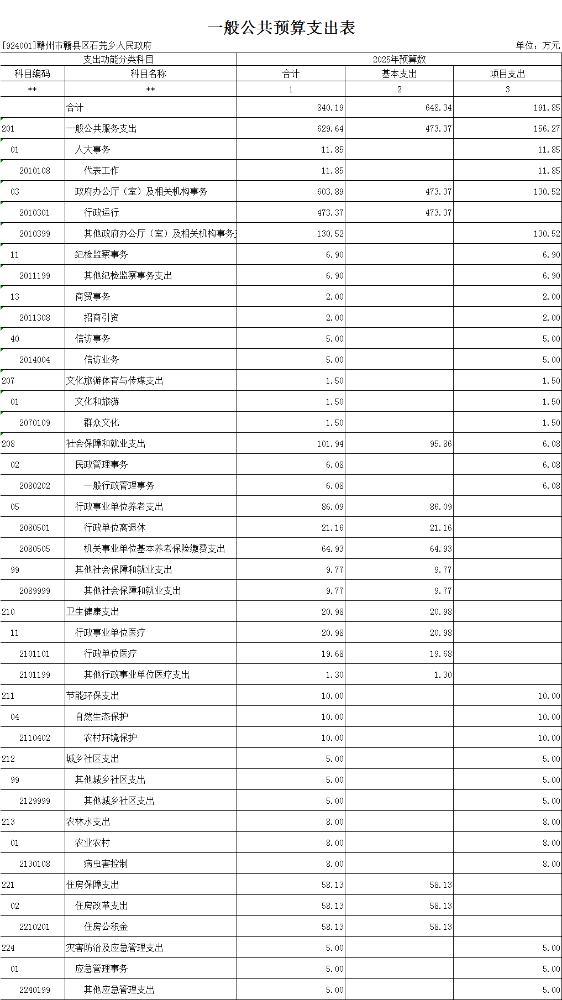 一般公共预算支出表
[924001]赣州市赣县区石芫乡人民政府 单位：万元
支出功能分类科目 2025年预算数
科目编码 科目名称 合计 基本支出 项目支出
** ** 1 2 3
合计 840.19 648.34 191.85
201 一般公共服务支出 629.64 473.37 156.27
01 人大事务 11.85 11.85
2010108 代表工作 11.85 11.85
03 政府办公厅（室）及相关机构事务 603.89 473.37 130.52
2010301 行政运行 473.37 473.37
2010399 其他政府办公厅（室）及相关机构事务 130.52 130.52
11 纪检监察事务 6.90 6.90
2011199 其他纪检监察事务支出 6.90 6.90
13 商贸事务 2.00 2.00
2011308 招商引资 2.00 2.00
40 信访事务 5.00 5.00
2014004 信访业务 5.00 5.00
207 文化旅游体育与传媒支出 1.50 1.50
01 文化和旅游 1.50 1.50
2070109 群众文化 1.50 1.50
208 社会保障和就业支出 101.94 95.86 6.08
02 民政管理事务 6.08 6.08
2080202 一般行政管理事务 6.08 6.08
05 行政事业单位养老支出 86.09 86.09
2080501 行政单位离退休 21.16 21.16
2080505 机关事业单位基本养老保险缴费支出 64.93 64.93
99 其他社会保障和就业支出 9.77 9.77
2089999 其他社会保障和就业支出 9.77 9.77
210 卫生健康支出 20.98 20.98
11 行政事业单位医疗 20.98 20.98
2101101 行政单位医疗 19.68 19.68
2101199 其他行政事业单位医疗支出 1.30 1.30
211 节能环保支出 10.00 10.00
04 自然生态保护 10.00 10.00
2110402 农村环境保护 10.00 10.00
212 城乡社区支出 5.00 5.00
99 其他城乡社区支出 5.00 5.00
2129999 其他城乡社区支出 5.00 5.00
213 农林水支出 8.00 8.00
01 农业农村 8.00 8.00
2130108 病虫害控制 8.00 8.00
221 住房保障支出 58.13 58.13
02 住房改革支出 58.13 58.13
2210201 住房公积金 58.13 58.13
224 灾害防治及应急管理支出 5.00 5.00
01 应急管理事务 5.00 5.00
2240199 其他应急管理支出 5.00 5.00